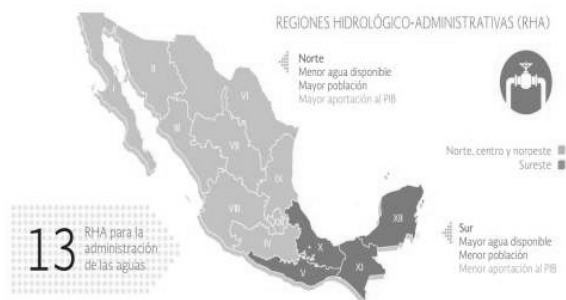 REGIONES HIDROLÓGICO-ADMINISTRATIVAS (RHA)
Norte
Menor agua disponible
Mayor población
Mayor aportación al PIB
Norte, centro y noroeste
Sureste
I
II
III
IV
V
VI
VII
VIII
IX
X
XI
XII
13
RHA para la
administración
de las aguas
Sur
Mayor agua disponible
Menor población
Menor aportación al PIB